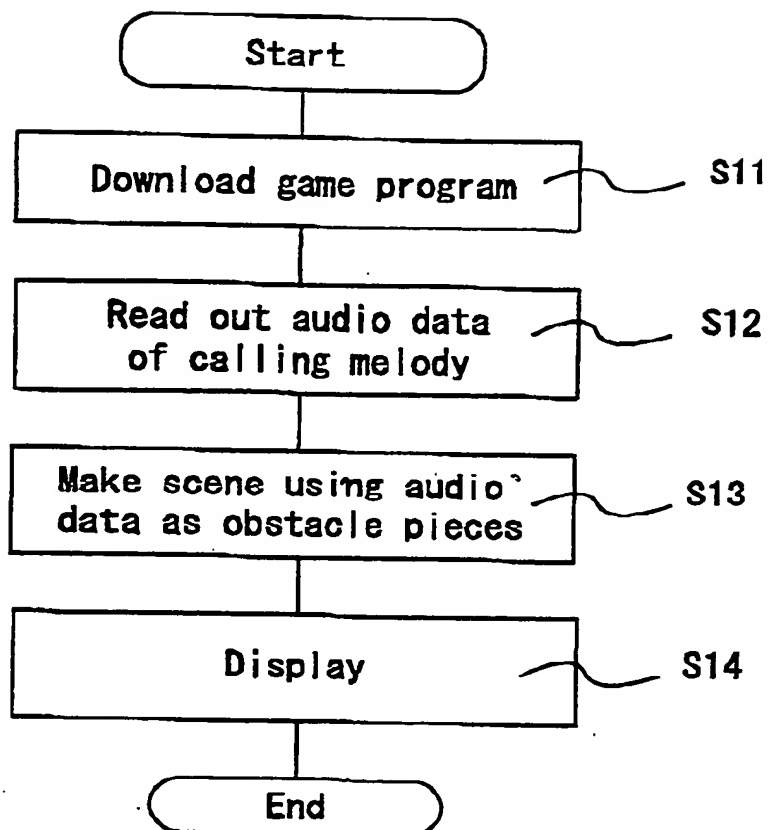 Start
Download game program
S11
Read out audio data
of calling melody
S12
Make scene using audio
data as obstacle pieces
S13
Display
S14
End